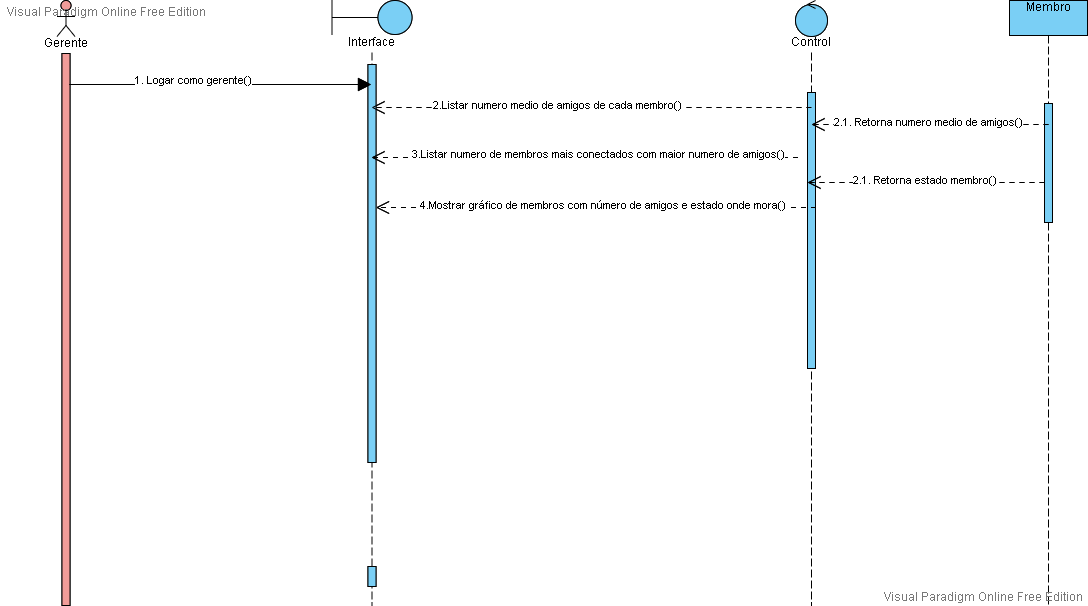 Visual Paradigm Online Free Edition
Gerente
Interface
Control
Membro
1. Logar como gerente()
2.Listar numero medio de amigos de cada membro()
2.1. Retorna numero medio de amigos()
3.Listar numero de membros mais conectados com maior numero de amigos()
2.1. Retorna estado membro()
4.Mostrar gráfico de membros com número de amigos e estado onde mora()
Visual Paradigm Online Free Edition